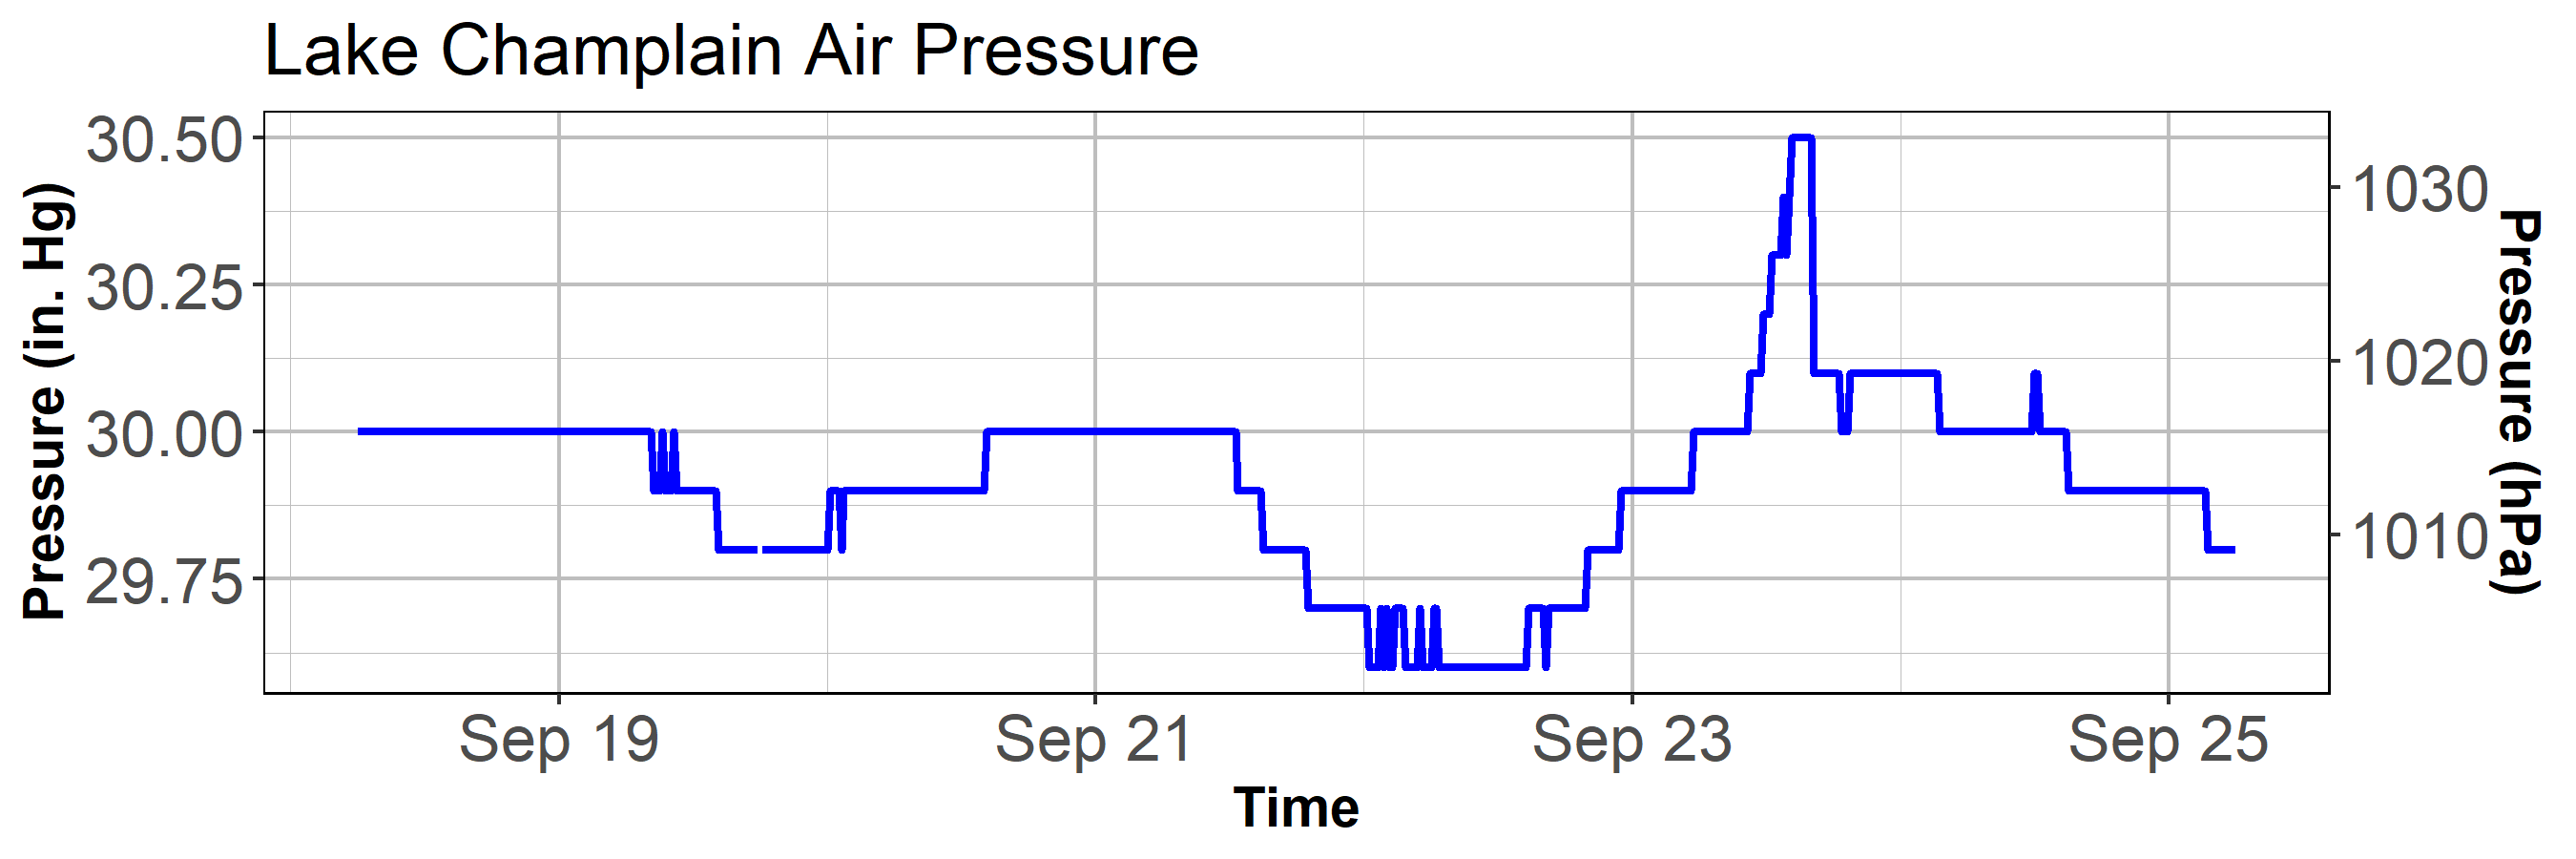 Lake Champlain Air Pressure
Pressure (in. Hg)
30.50
30.25
30.00
29.75
1030
1020
1010
Pressure (hPa)
Sep 19 Sep 21 Sep 23 Sep 25
Time